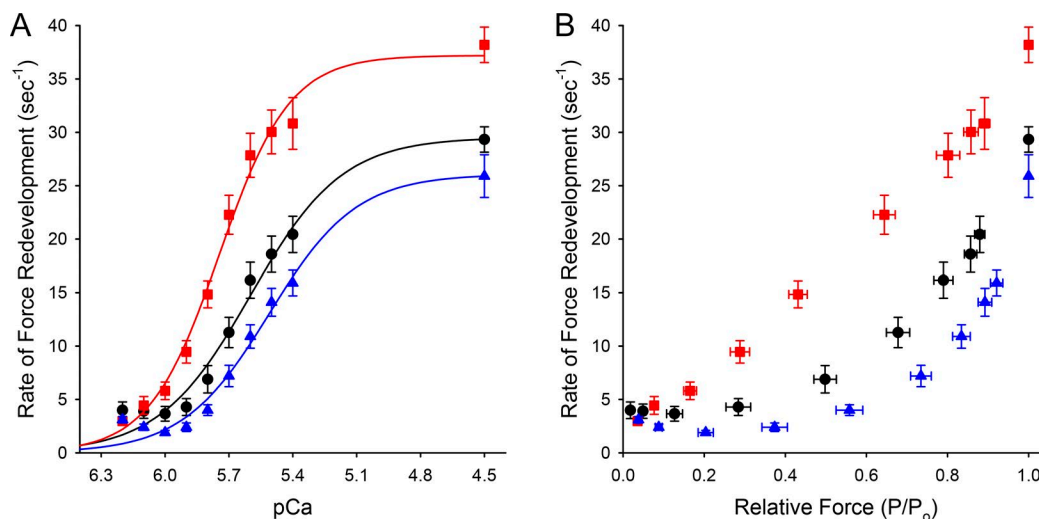 A
Rate of Force Redevelopment (sec⁻¹)
40
35
30
25
20
15
10
5
0
6.3 6.0 5.7 5.4 5.1 4.8 4.5
pCa
B
Rate of Force Redevelopment (sec⁻¹)
40
35
30
25
20
15
10
5
0
0.0 0.2 0.4 0.6 0.8 1.0
Relative Force (P/Pₒ)